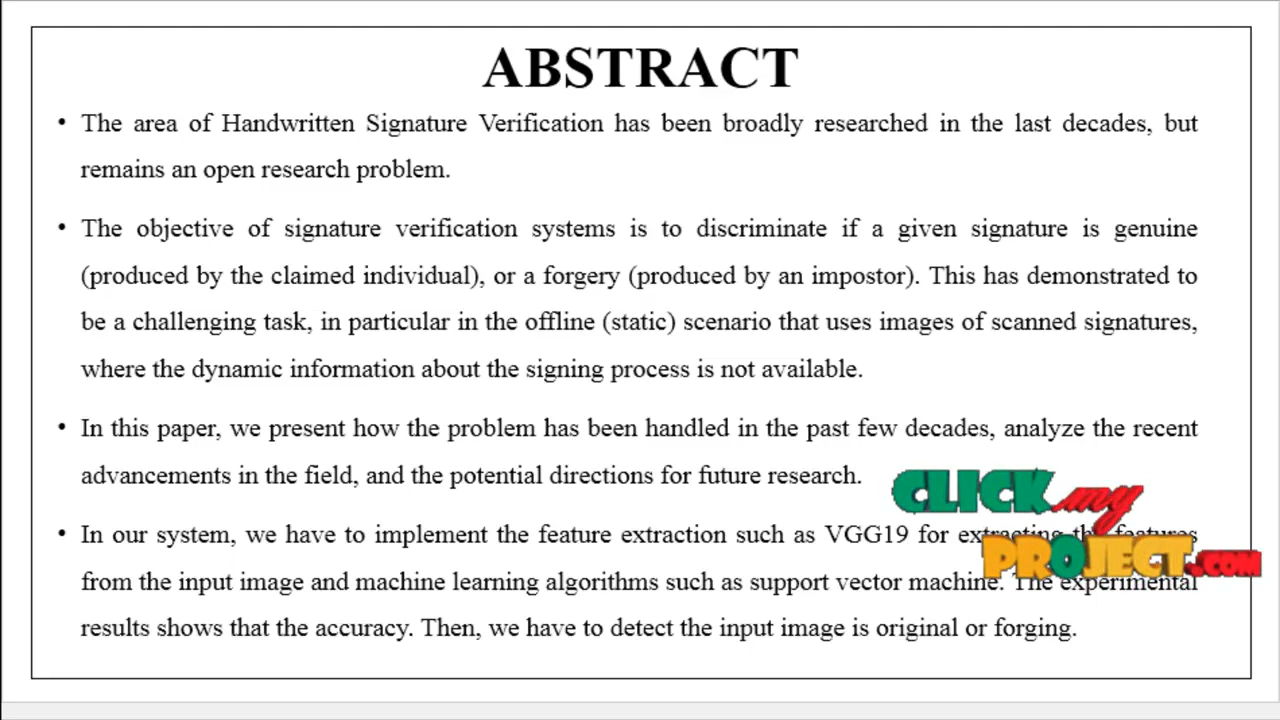 ABSTRACT
• The area of Handwritten Signature Verification has been broadly researched in the last decades, but
remains an open research problem.
• The objective of signature verification systems is to discriminate if a given signature is genuine
(produced by the claimed individual), or a forgery (produced by an impostor). This has demonstrated to
be a challenging task, in particular in the offline (static) scenario that uses images of scanned signatures,
where the dynamic information about the signing process is not available.
• In this paper, we present how the problem has been handled in the past few decades, analyze the recent
advancements in the field, and the potential directions for future research.
CLICK my
PROJECT.COM
• In our system, we have to implement the feature extraction such as VGG19 for extracting the features
from the input image and machine learning algorithms such as support vector machine. The experimental
results shows that the accuracy. Then, we have to detect the input image is original or forging.